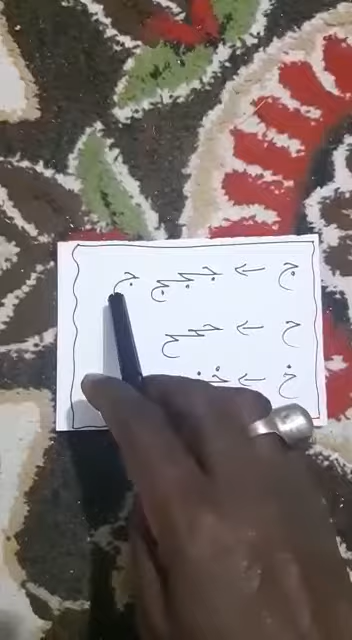 ج ← ججج ج
ح ← ححح
خ ←